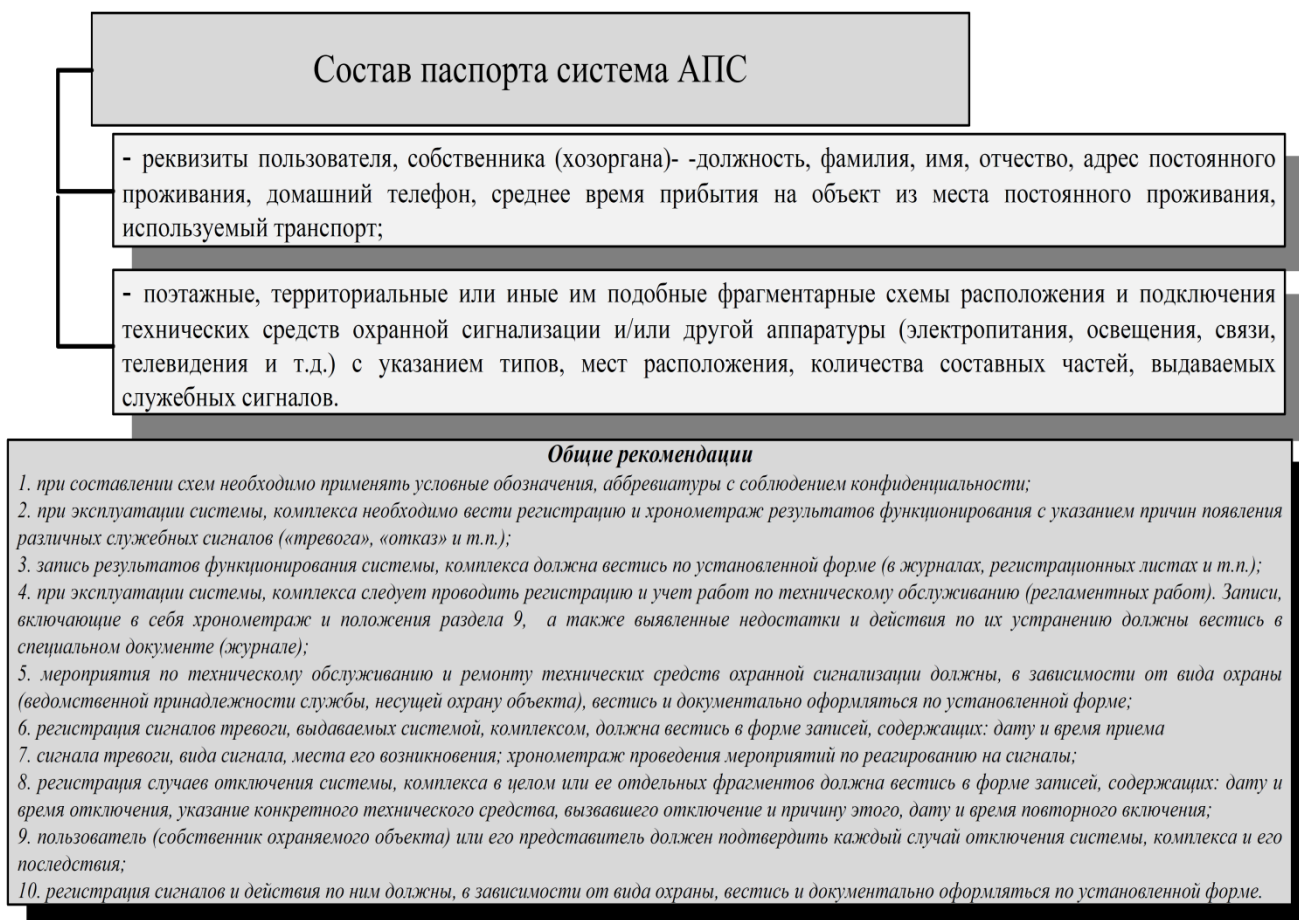 Состав паспорта система АПС
- реквизиты пользователя, собственника (хозоргана)- -должность, фамилия, имя, отчество, адрес постоянного
проживания, домашний телефон, среднее время прибытия на объект из места постоянного проживания,
используемый транспорт;
- поэтажные, территориальные или иные им подобные фрагментарные схемы расположения и подключения
технических средств охранной сигнализации и/или другой аппаратуры (электропитания, освещения, связи,
телевидения и т.д.) с указанием типов, мест расположения, количества составных частей, выдаваемых
служебных сигналов.
Общие рекомендации
1. при составлении схем необходимо применять условные обозначения, аббревиатуры с соблюдением конфиденциальности;
2. при эксплуатации системы, комплекса необходимо вести регистрацию и хронометраж результатов функционирования с указанием причин появления
различных служебных сигналов («тревога», «отказ» и т.п.);
3. запись результатов функционирования системы, комплекса должна вестись по установленной форме (в журналах, регистрационных листах и т.п.);
4. при эксплуатации системы, комплекса следует проводить регистрацию и учет работ по техническому обслуживанию (регламентных работ). Записи,
включающие в себя хронометраж и положения раздела 9, а также выявленные недостатки и действия по их устранению должны вестись в
специальном документе (журнале);
5. мероприятия по техническому обслуживанию и ремонту технических средств охранной сигнализации должны, в зависимости от вида охраны
(ведомственной принадлежности службы, несущей охрану объекта), вестись и документально оформляться по установленной форме;
6. регистрация сигналов тревоги, выдаваемых системой, комплексом, должна вестись в форме записей, содержащих: дату и время приема
7. сигнала тревоги, вида сигнала, места его возникновения; хронометраж проведения мероприятий по реагированию на сигналы;
8. регистрация случаев отключения системы, комплекса в целом или ее отдельных фрагментов должна вестись в форме записей, содержащих: дату и
время отключения, указание конкретного технического средства, вызвавшего отключение и причину этого, дату и время повторного включения;
9. пользователь (собственник охраняемого объекта) или его представитель должен подтвердить каждый случай отключения системы, комплекса и его
последствия;
10. регистрация сигналов и действия по ним должны, в зависимости от вида охраны, вестись и документально оформляться по установленной форме.